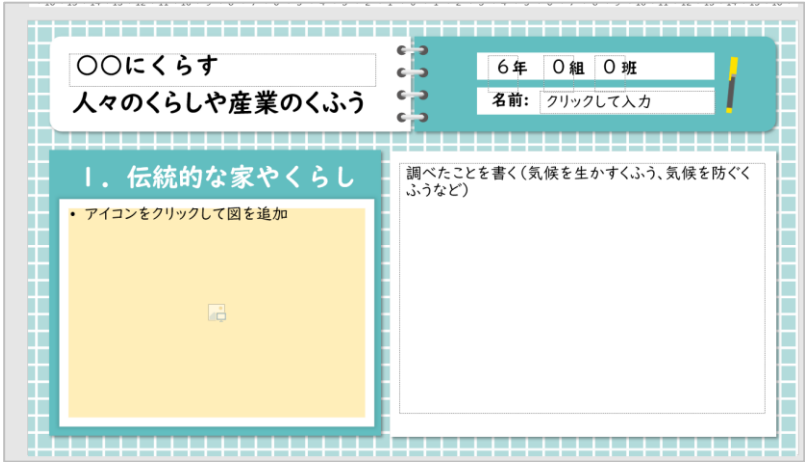 〇〇にくらす
人々のくらしや産業のくふう
6年 0組 0班
名前: クリックして入力
1. 伝統的な家やくらし
• アイコンをクリックして図を追加
調べたことを書く(気候を生かすくふう、気候を防ぐく
ふうなど)